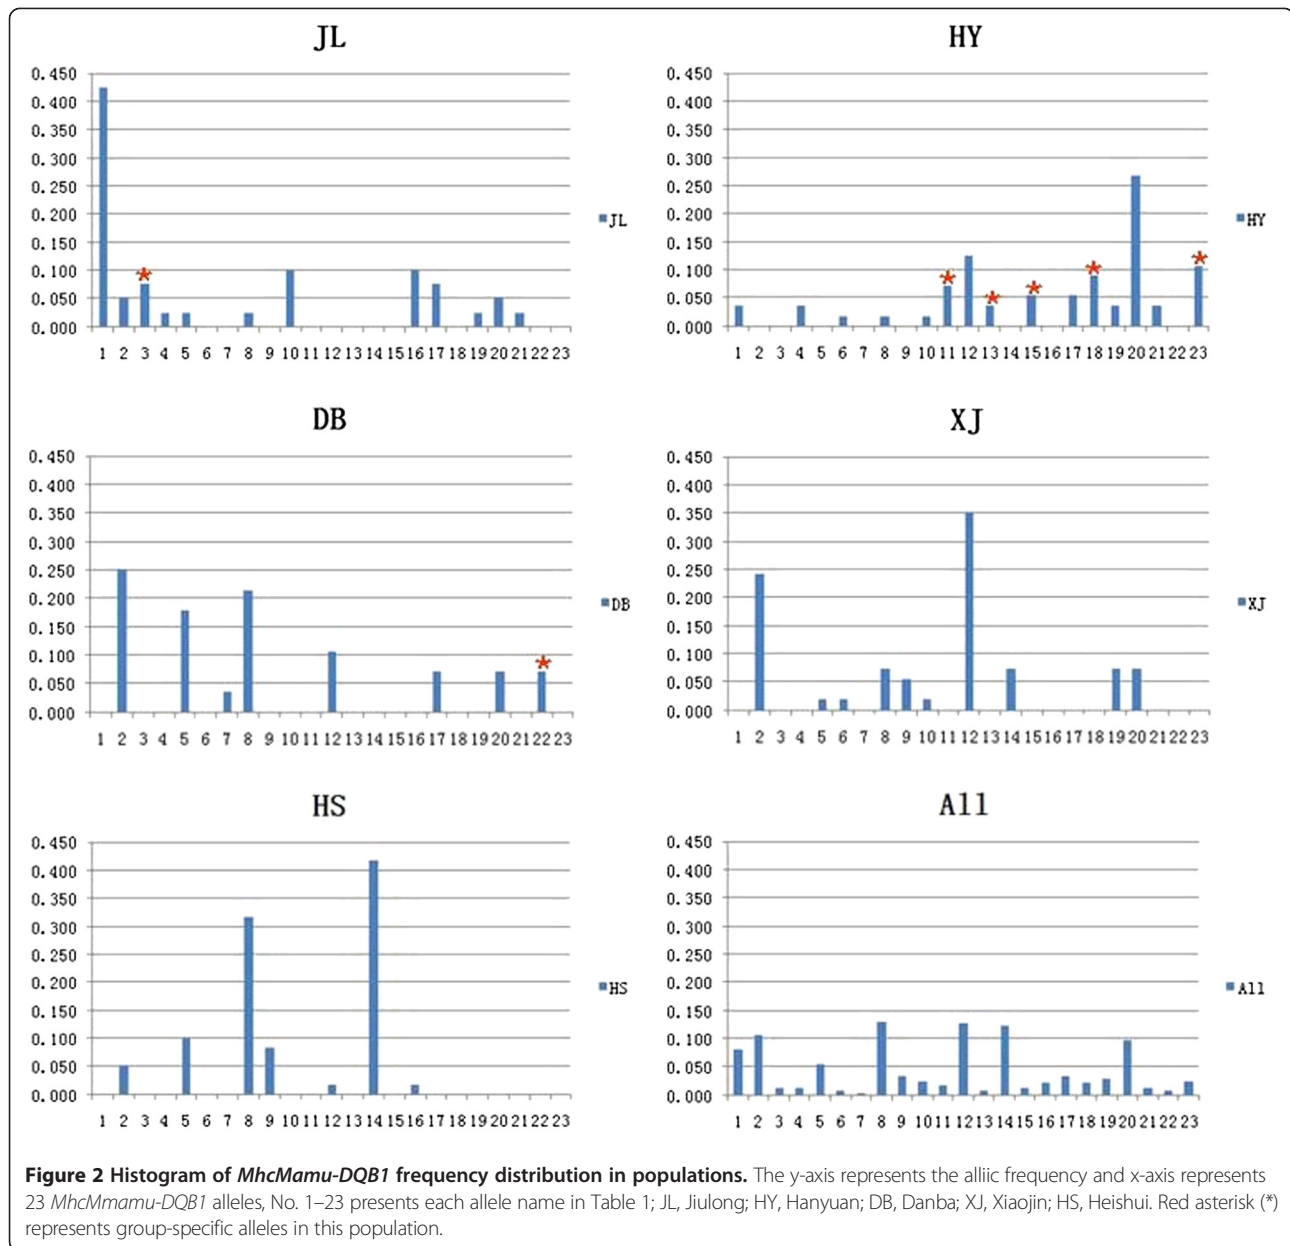 JL
0.450
0.400
0.350
0.300
0.250
0.200
0.150
0.100
0.050
0.000
*
1 2 3 4 5 6 7 8 9 10 11 12 13 14 15 16 17 18 19 20 21 22 23
JL
HY
0.450
0.400
0.350
0.300
0.250
0.200
0.150
0.100
0.050
0.000
* * * * *
1 2 3 4 5 6 7 8 9 10 11 12 13 14 15 16 17 18 19 20 21 22 23
HY
DB
0.450
0.400
0.350
0.300
0.250
0.200
0.150
0.100
0.050
0.000
*
1 2 3 4 5 6 7 8 9 10 11 12 13 14 15 16 17 18 19 20 21 22 23
DB
XJ
0.450
0.400
0.350
0.300
0.250
0.200
0.150
0.100
0.050
0.000
1 2 3 4 5 6 7 8 9 10 11 12 13 14 15 16 17 18 19 20 21 22 23
XJ
HS
0.450
0.400
0.350
0.300
0.250
0.200
0.150
0.100
0.050
0.000
1 2 3 4 5 6 7 8 9 10 11 12 13 14 15 16 17 18 19 20 21 22 23
HS
All
0.450
0.400
0.350
0.300
0.250
0.200
0.150
0.100
0.050
0.000
1 2 3 4 5 6 7 8 9 10 11 12 13 14 15 16 17 18 19 20 21 22 23
All
Figure 2 Histogram of MhcMamu-DQB1 frequency distribution in populations. The y-axis represents the alliic frequency and x-axis represents
23 MhcMmamu-DQB1 alleles, No. 1–23 presents each allele name in Table 1; JL, Jiulong; HY, Hanyuan; DB, Danba; XJ, Xiaojin; HS, Heishui. Red asterisk (*)
represents group-specific alleles in this population.